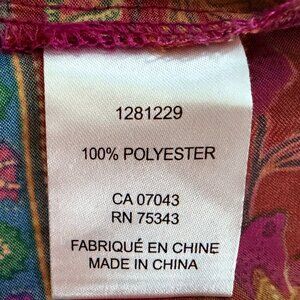 1281229
100% POLYESTER
CA 07043
RN 75343
FABRIQUÉ EN CHINE
MADE IN CHINA